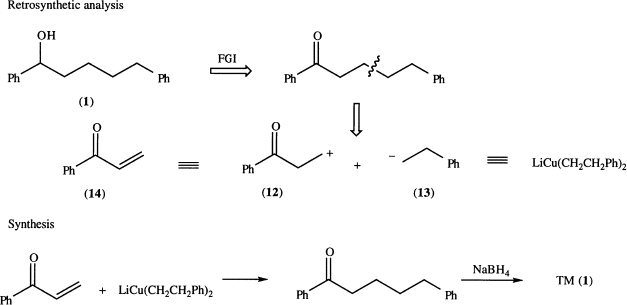 Retrosynthetic analysis
OH
Ph Ph
(1)
FGI
O
Ph Ph
O
Ph
(14)
O
Ph +
(12)
+
– Ph
(13)
LiCu(CH₂CH₂Ph)₂
Synthesis
O
Ph + LiCu(CH₂CH₂Ph)₂
O
Ph Ph
NaBH₄
TM (1)